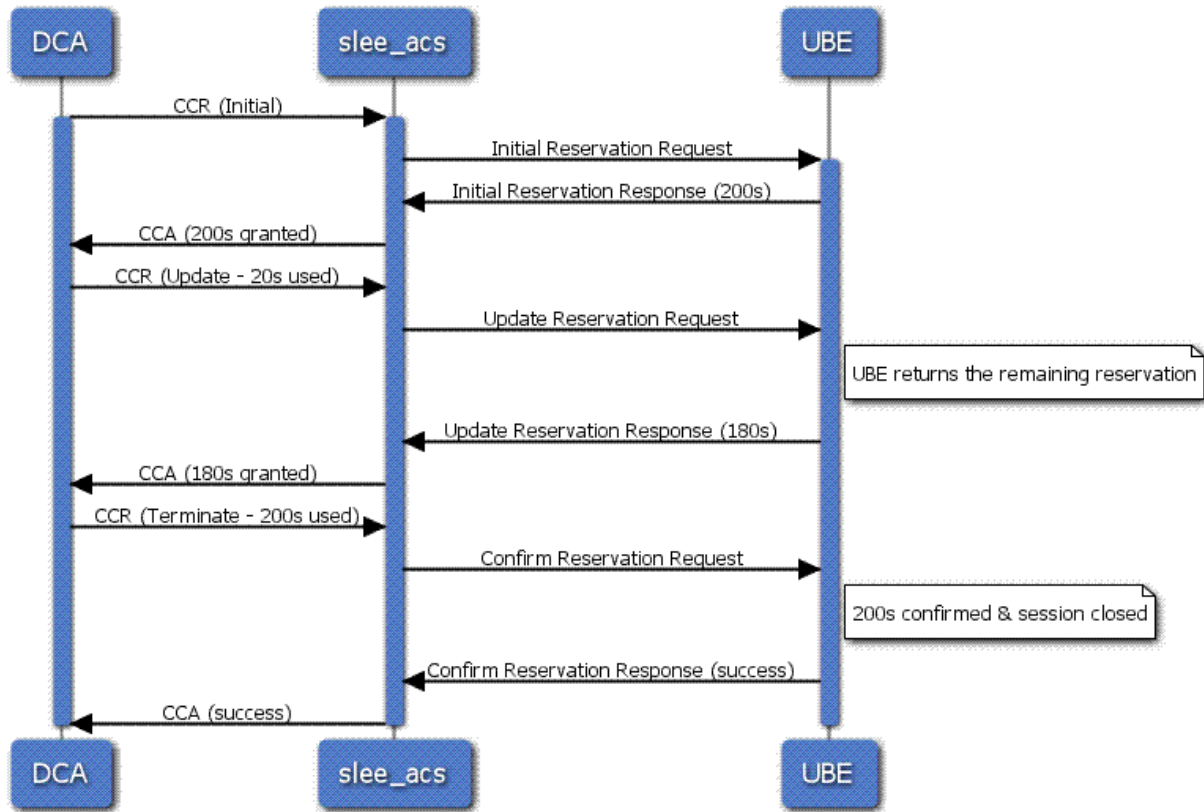 DCA
slee_acs
UBE
CCR (Initial)
Initial Reservation Request
Initial Reservation Response (200s)
CCA (200s granted)
CCR (Update - 20s used)
Update Reservation Request
UBE returns the remaining reservation
Update Reservation Response (180s)
CCA (180s granted)
CCR (Terminate - 200s used)
Confirm Reservation Request
200s confirmed & session closed
Confirm Reservation Response (success)
CCA (success)
DCA
slee_acs
UBE